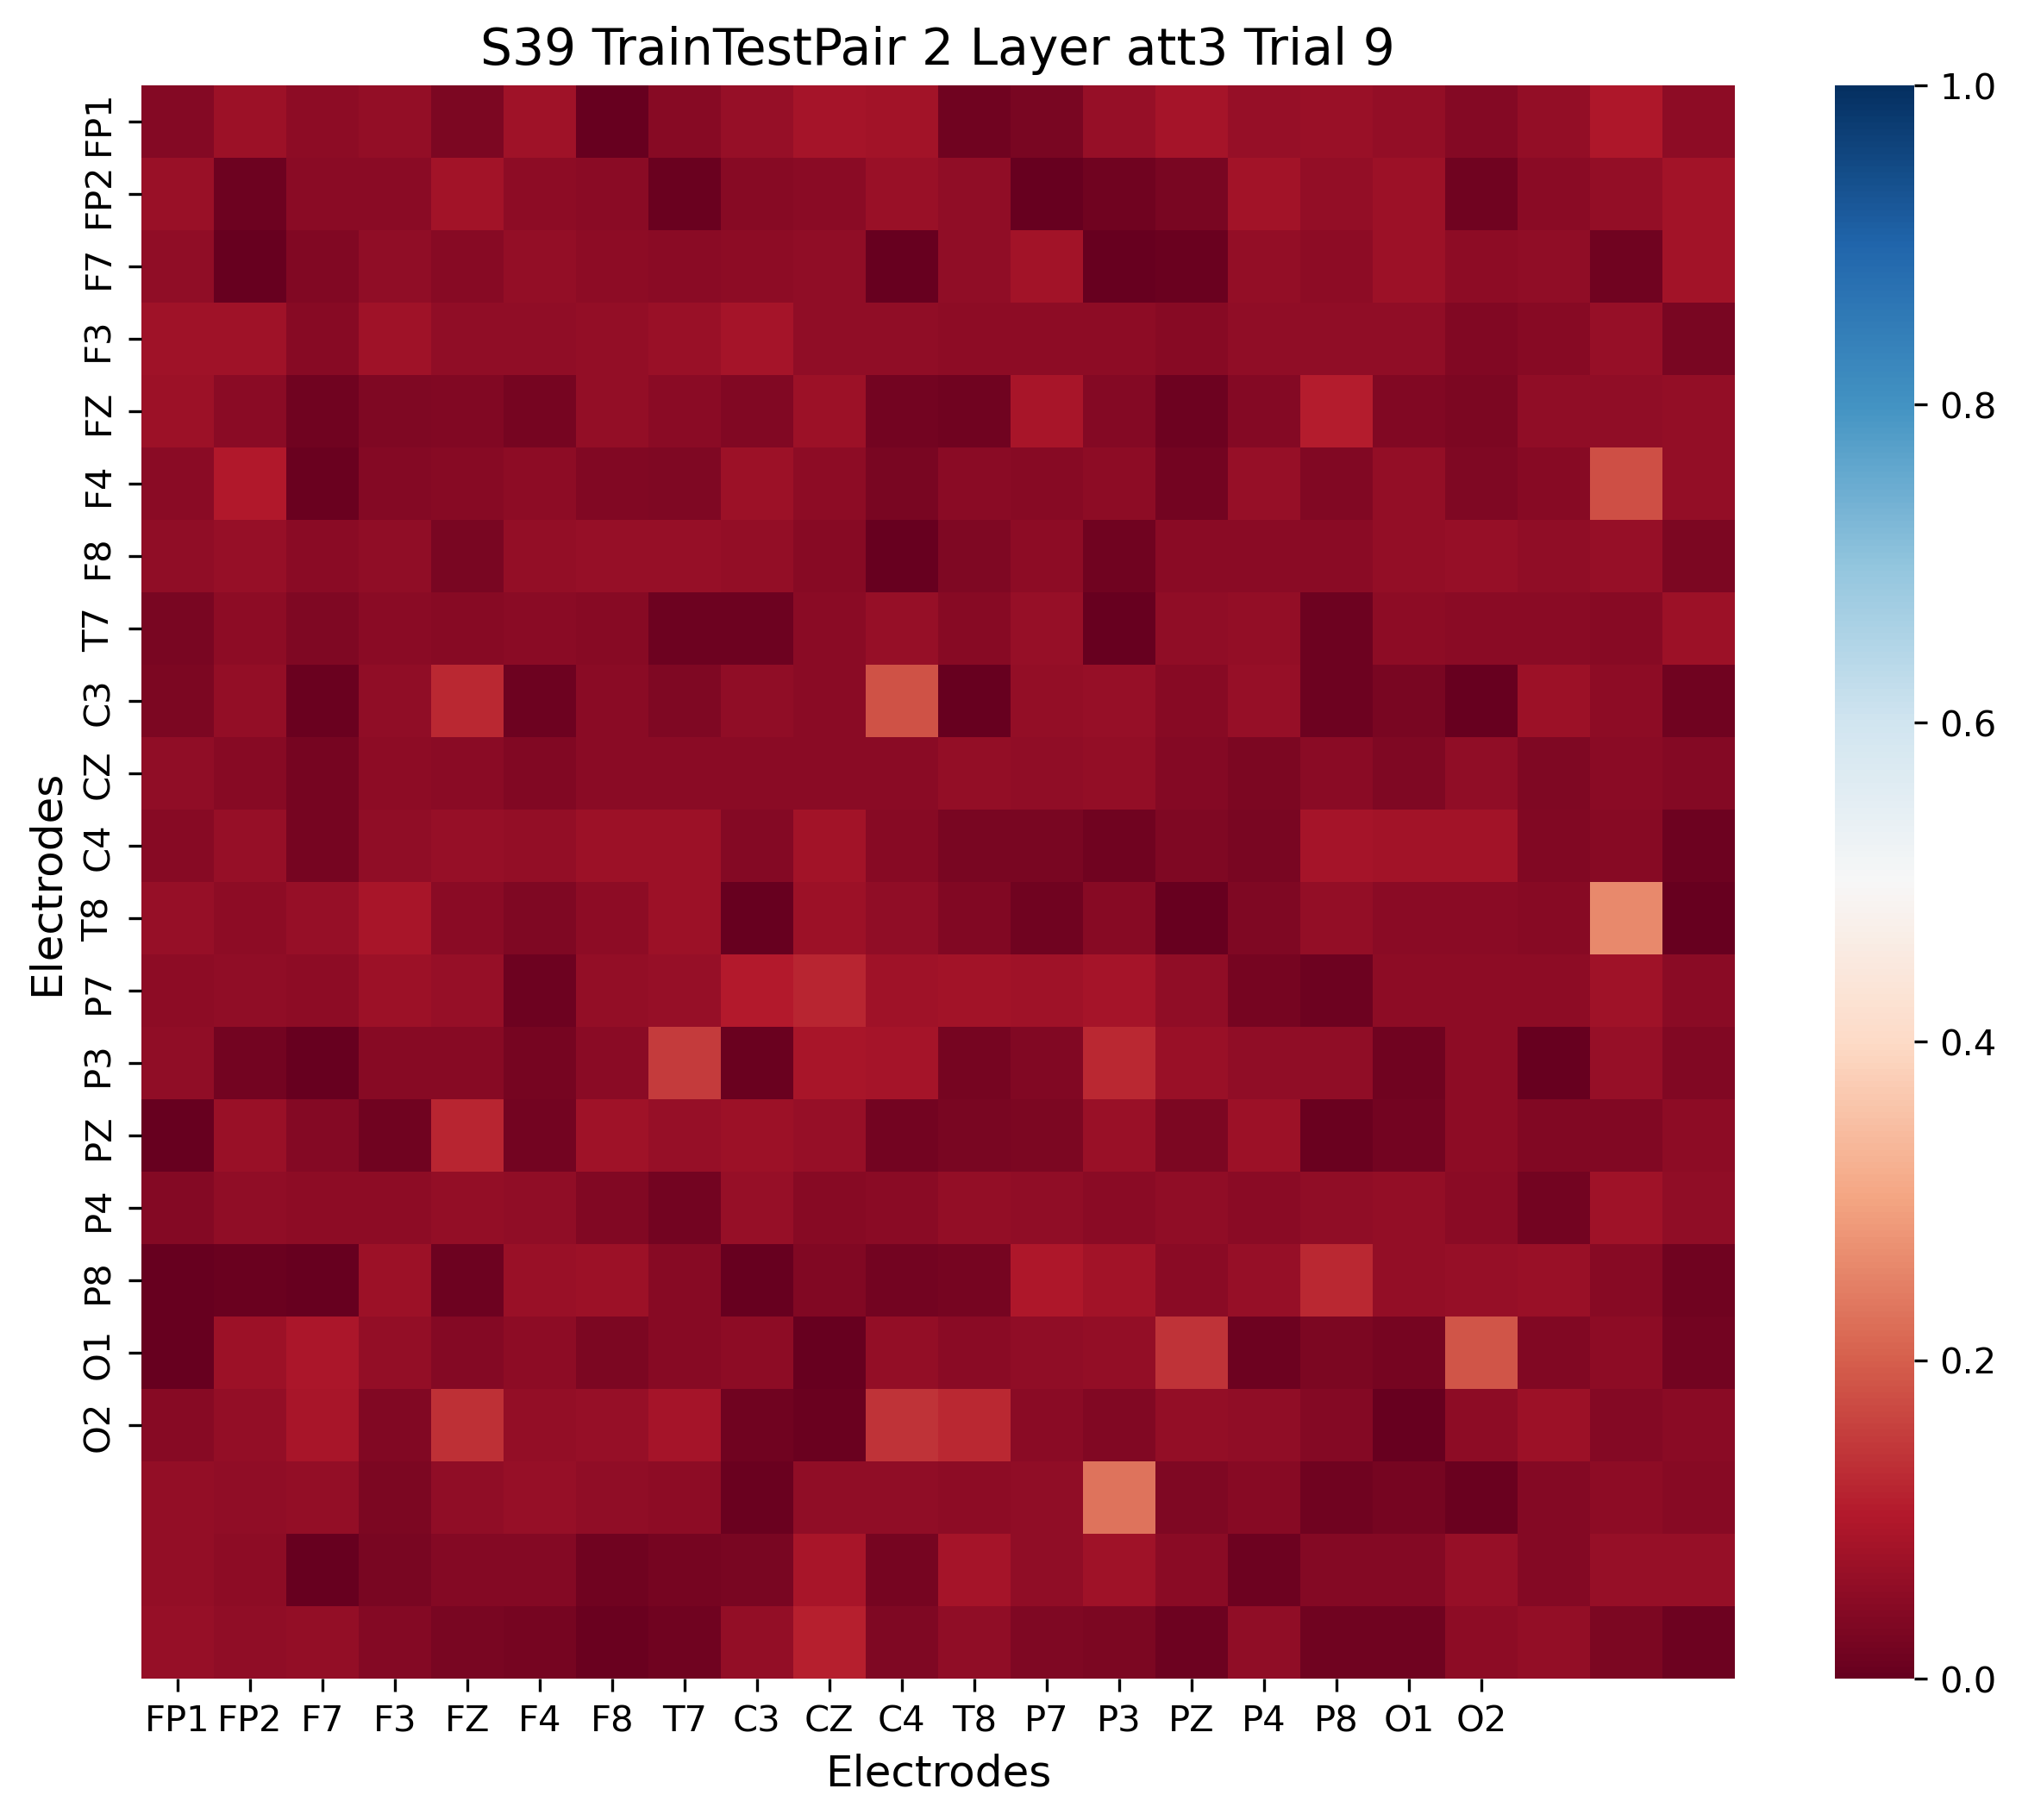 S39 TrainTestPair 2 Layer att3 Trial 9
Electrodes
FP1
FP2
F7
F3
FZ
F4
F8
T7
C3
CZ
C4
T8
P7
P3
PZ
P4
P8
O1
O2
FP1 FP2 F7 F3 FZ F4 F8 T7 C3 CZ C4 T8 P7 P3 PZ P4 P8 O1 O2
Electrodes
1.0
0.8
0.6
0.4
0.2
0.0